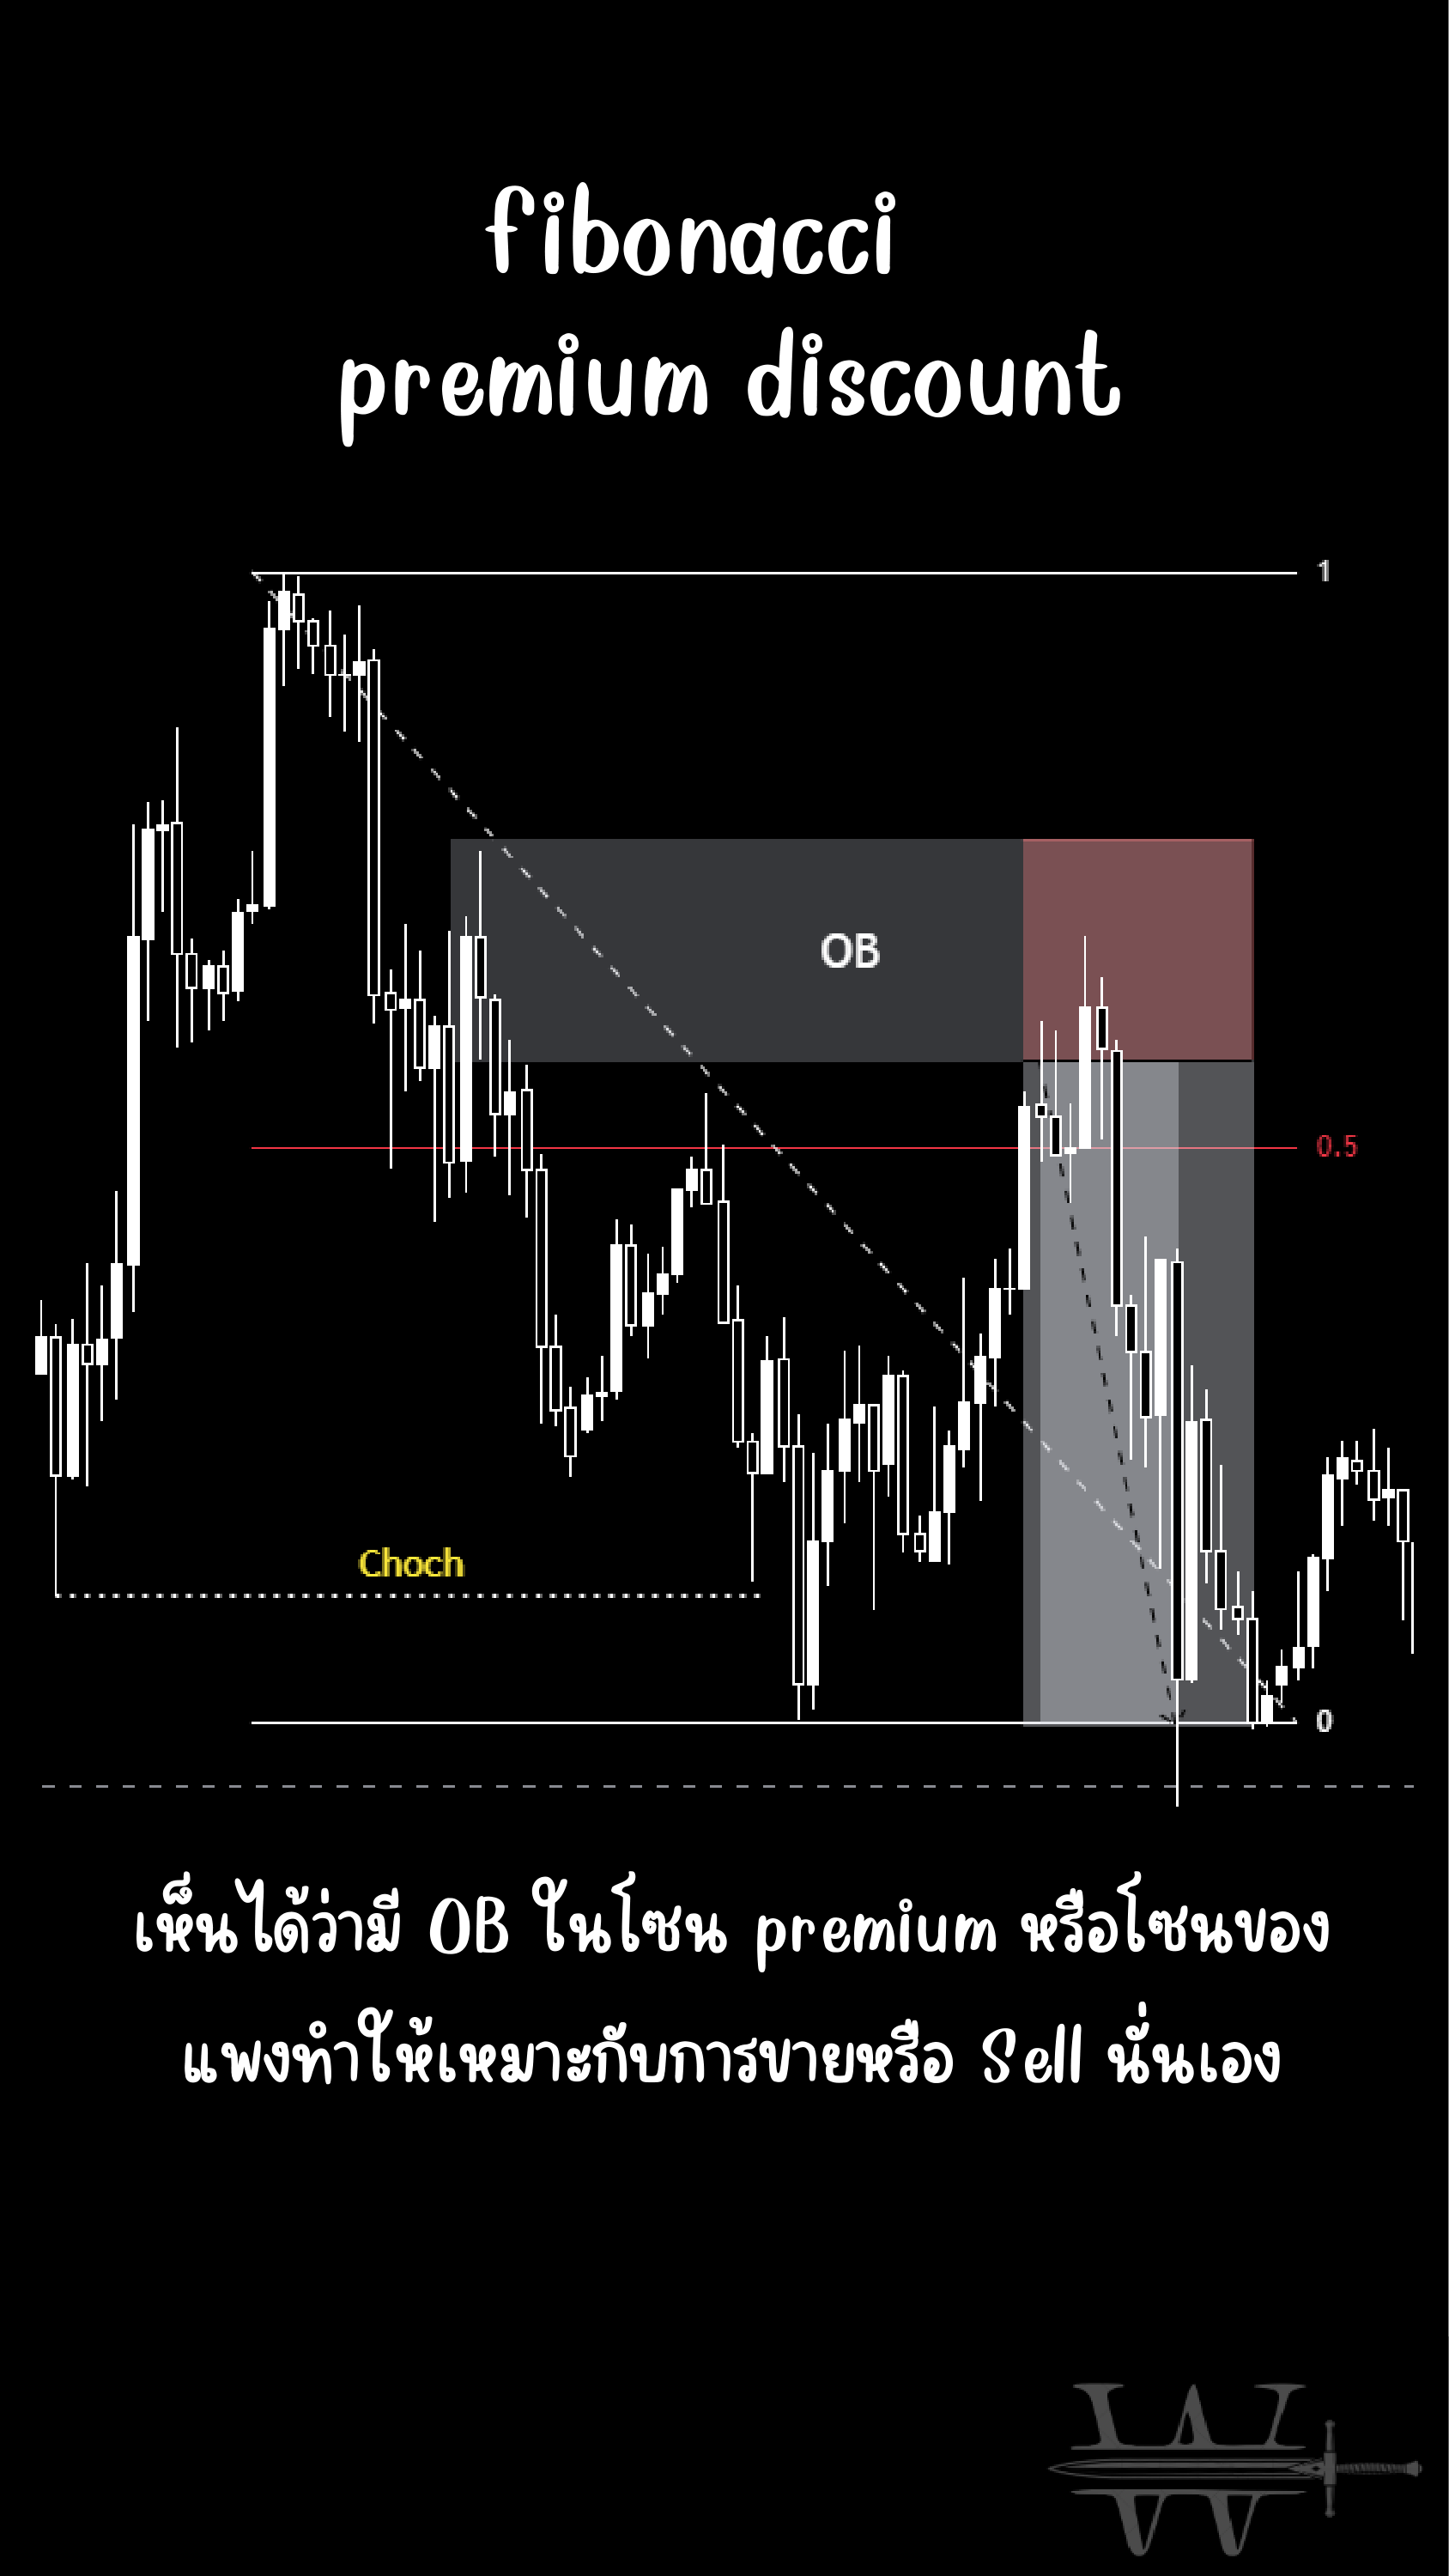 fibonacci
premium discount
1
OB
0.5
Choch
0
เห็นได้ว่ามี OB ในโซน premium หรือโซนของ
แพงทำให้เหมาะกับการขายหรือ Sell นั่นเอง
W